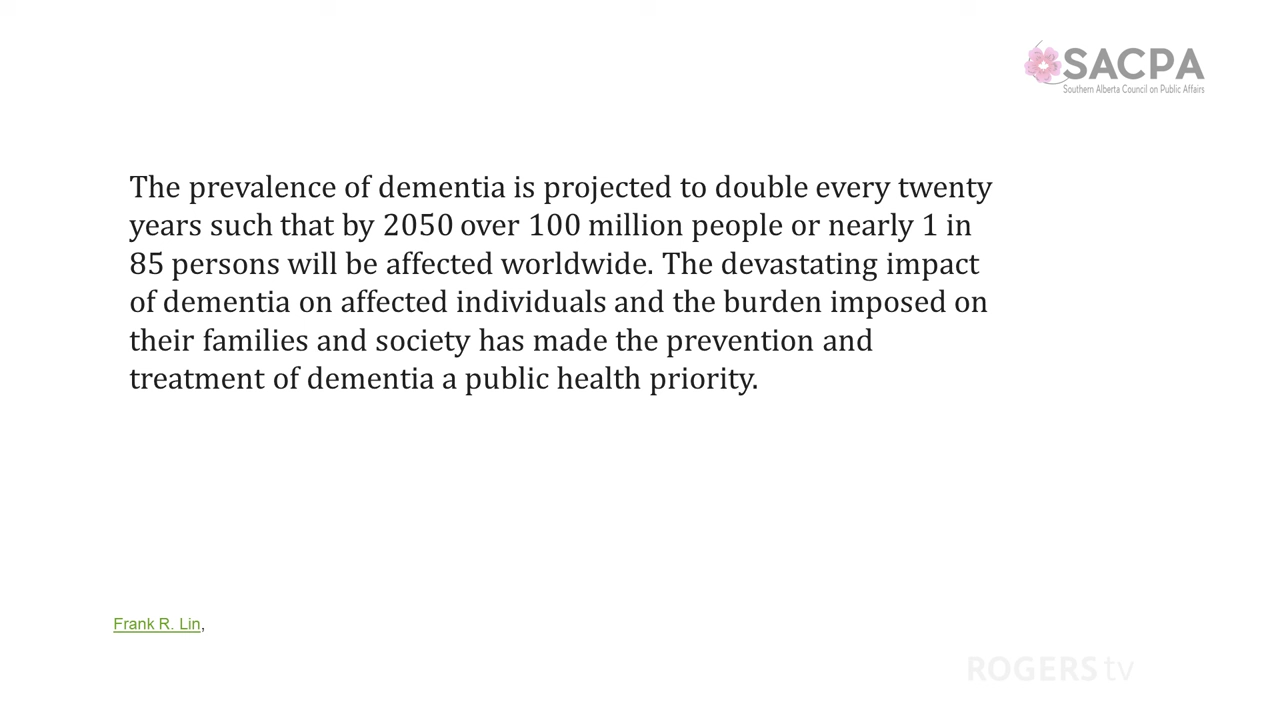 SACPA
Southern Alberta Council on Public Affairs
The prevalence of dementia is projected to double every twenty
years such that by 2050 over 100 million people or nearly 1 in
85 persons will be affected worldwide. The devastating impact
of dementia on affected individuals and the burden imposed on
their families and society has made the prevention and
treatment of dementia a public health priority.
Frank R. Lin,
ROGERS tv